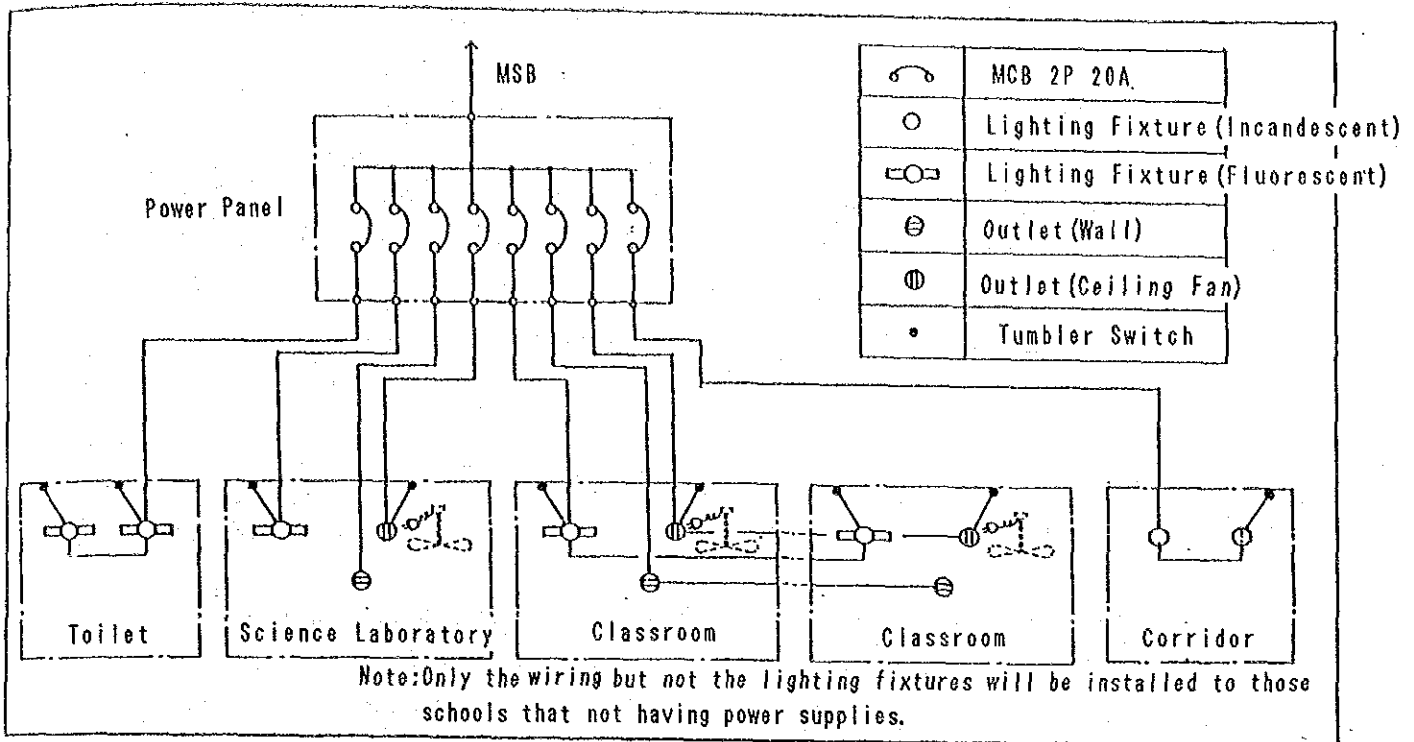 MSB
Power Panel
MCB 2P 20A.
Lighting Fixture(Incandescent)
Lighting Fixture(Fluorescent)
Outlet(Wall)
Outlet(Ceiling Fan)
Tumbler Switch
Toilet
Science Laboratory
Classroom
Classroom
Corridor
Note:Only the wiring but not the lighting fixtures will be installed to those
schools that not having power supplies.